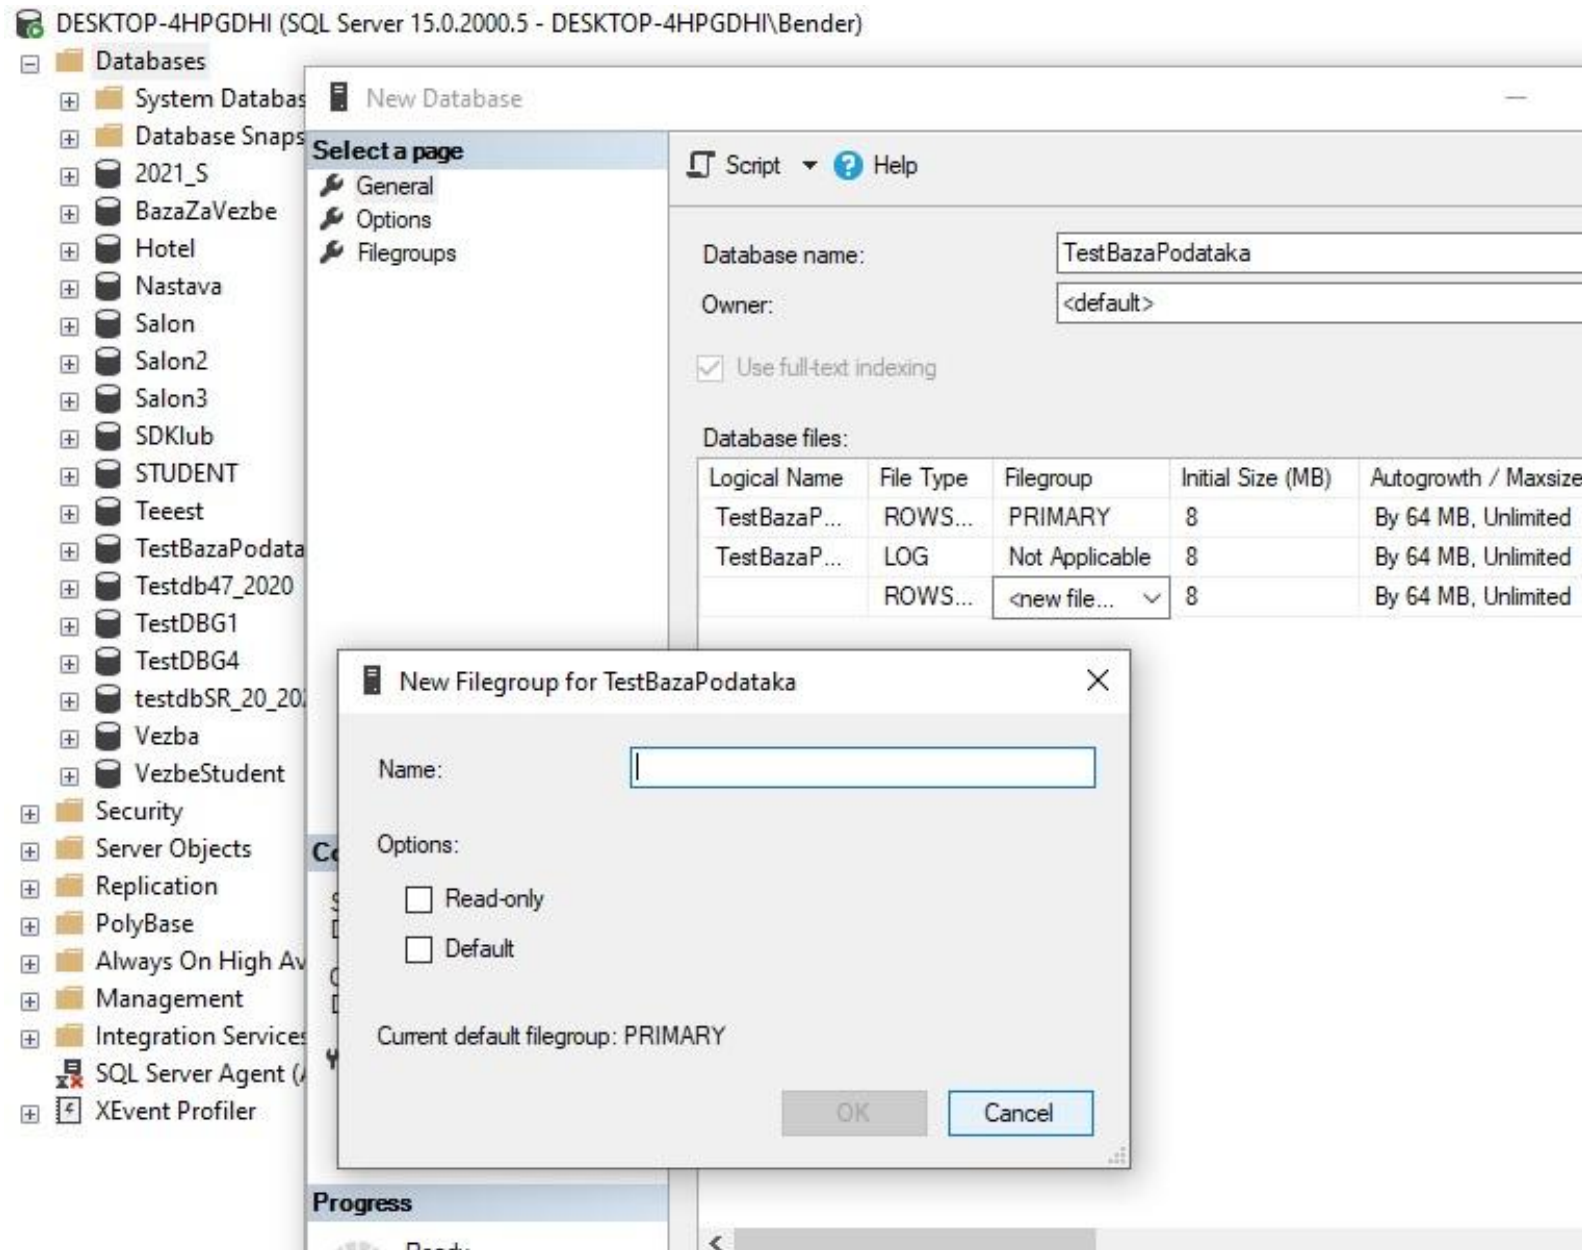 DESKTOP-4HPGDHI (SQL Server 15.0.2000.5 - DESKTOP-4HPGDHI\Bender)
Databases
System Databas
Database Snaps
2021_S
BazaZaVezbe
Hotel
Nastava
Salon
Salon2
Salon3
SDKlub
STUDENT
Teeest
TestBazaPodata
Testdb47_2020
TestDBG1
TestDBG4
testdbSR_20_20
Vezba
VezbeStudent
Security
Server Objects
Replication
PolyBase
Always On High Av
Management
Integration Services
SQL Server Agent (A
XEvent Profiler
New Database
Select a page
General
Options
Filegroups
Script Help
Database name: TestBazaPodataka
Owner: <default>
Use full-text indexing
Database files:
Logical Name File Type Filegroup Initial Size (MB) Autogrowth / Maxsize
TestBazaP... ROWS... PRIMARY 8 By 64 MB, Unlimited
TestBazaP... LOG Not Applicable 8 By 64 MB, Unlimited
ROWS... <new file... 8 By 64 MB, Unlimited
New Filegroup for TestBazaPodataka
Name:
Options:
Read-only
Default
Current default filegroup: PRIMARY
OK Cancel
Progress
Ready